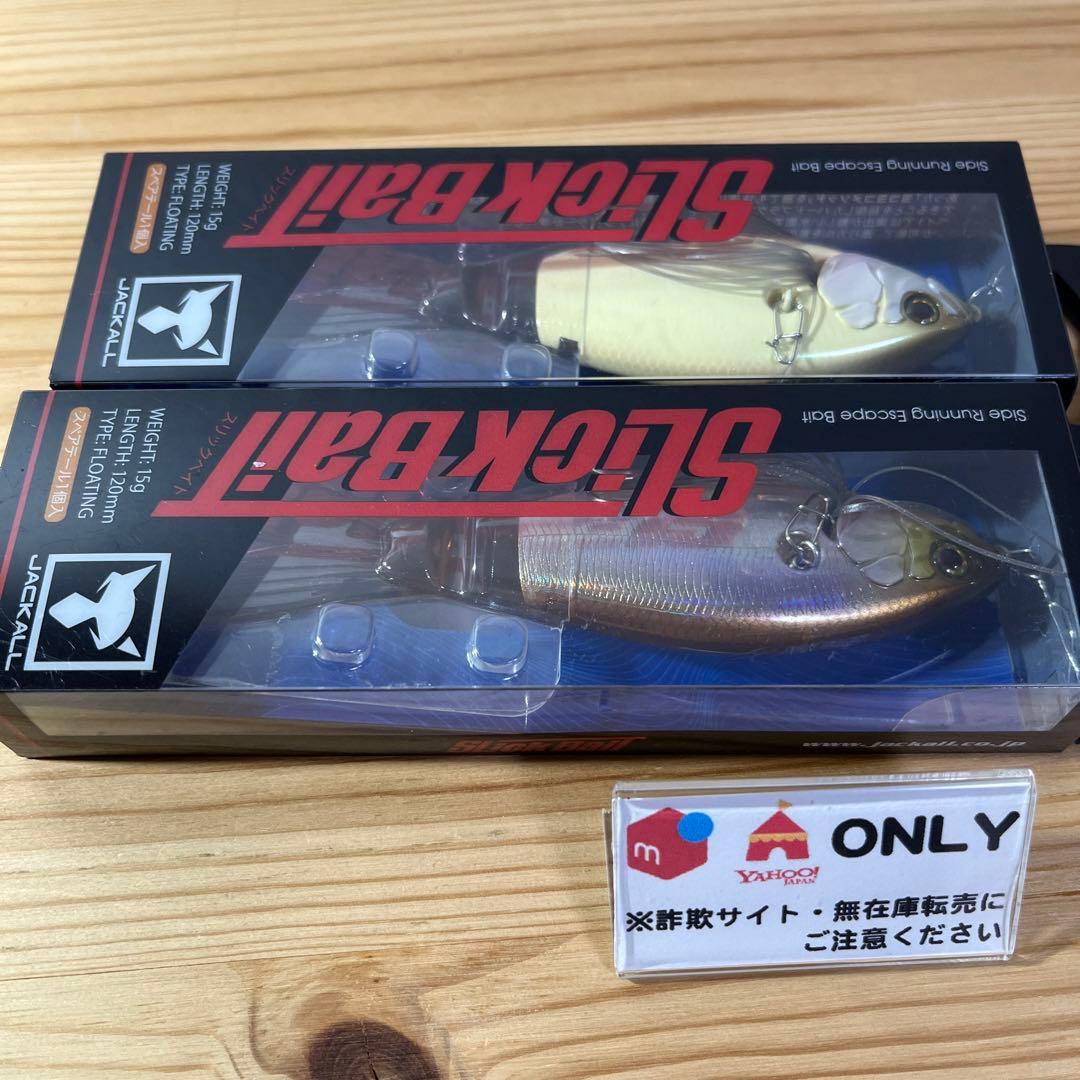 Side Running Escape Bait
SLICK BAIT
スリックベイト
WEIGHT: 15g
LENGTH: 120mm
TYPE: FLOATING
スペアテール1個入
JACKALL
Side Running Escape Bait
SLICK BAIT
スリックベイト
WEIGHT: 15g
LENGTH: 120mm
TYPE: FLOATING
スペアテール1個入
JACKALL
SLICK BAIT
www.jackall.co.jp
m YAHOO! JAPAN ONLY
※詐欺サイト・無在庫転売に
ご注意ください